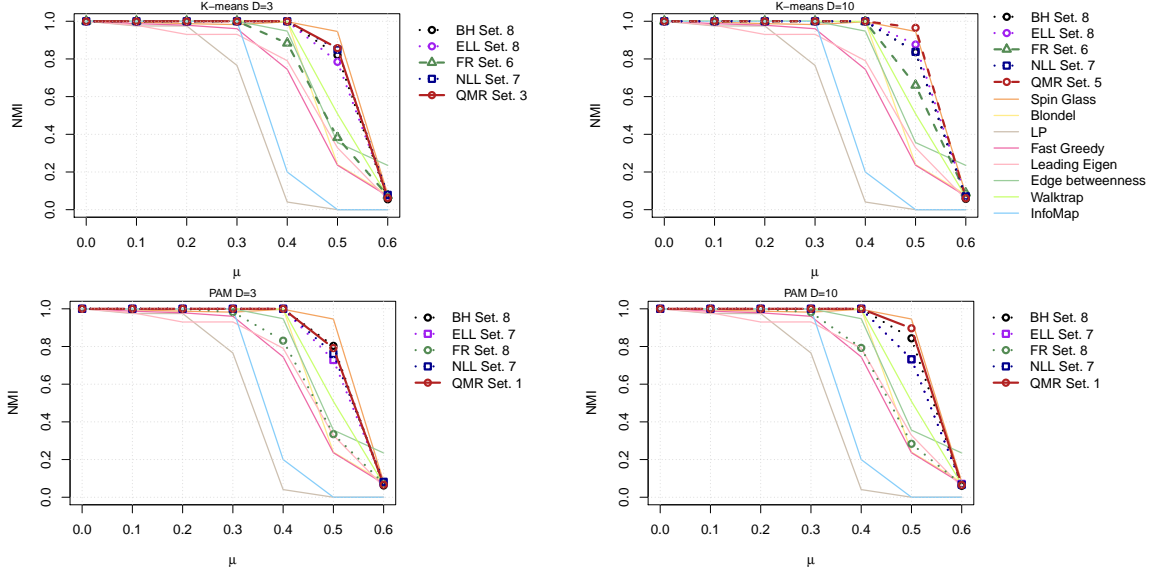 K−means D=3
NMI
1.0
0.8
0.6
0.4
0.2
0.0
0.0 0.1 0.2 0.3 0.4 0.5 0.6
μ
BH Set. 8
ELL Set. 8
FR Set. 6
NLL Set. 7
QMR Set. 3
K−means D=10
NMI
1.0
0.8
0.6
0.4
0.2
0.0
0.0 0.1 0.2 0.3 0.4 0.5 0.6
μ
BH Set. 8
ELL Set. 8
FR Set. 6
NLL Set. 7
QMR Set. 5
Spin Glass
Blondel
LP
Fast Greedy
Leading Eigen
Edge betweenness
Walktrap
InfoMap
PAM D=3
NMI
1.0
0.8
0.6
0.4
0.2
0.0
0.0 0.1 0.2 0.3 0.4 0.5 0.6
μ
BH Set. 8
ELL Set. 7
FR Set. 8
NLL Set. 7
QMR Set. 1
PAM D=10
NMI
1.0
0.8
0.6
0.4
0.2
0.0
0.0 0.1 0.2 0.3 0.4 0.5 0.6
μ
BH Set. 8
ELL Set. 7
FR Set. 8
NLL Set. 7
QMR Set. 1